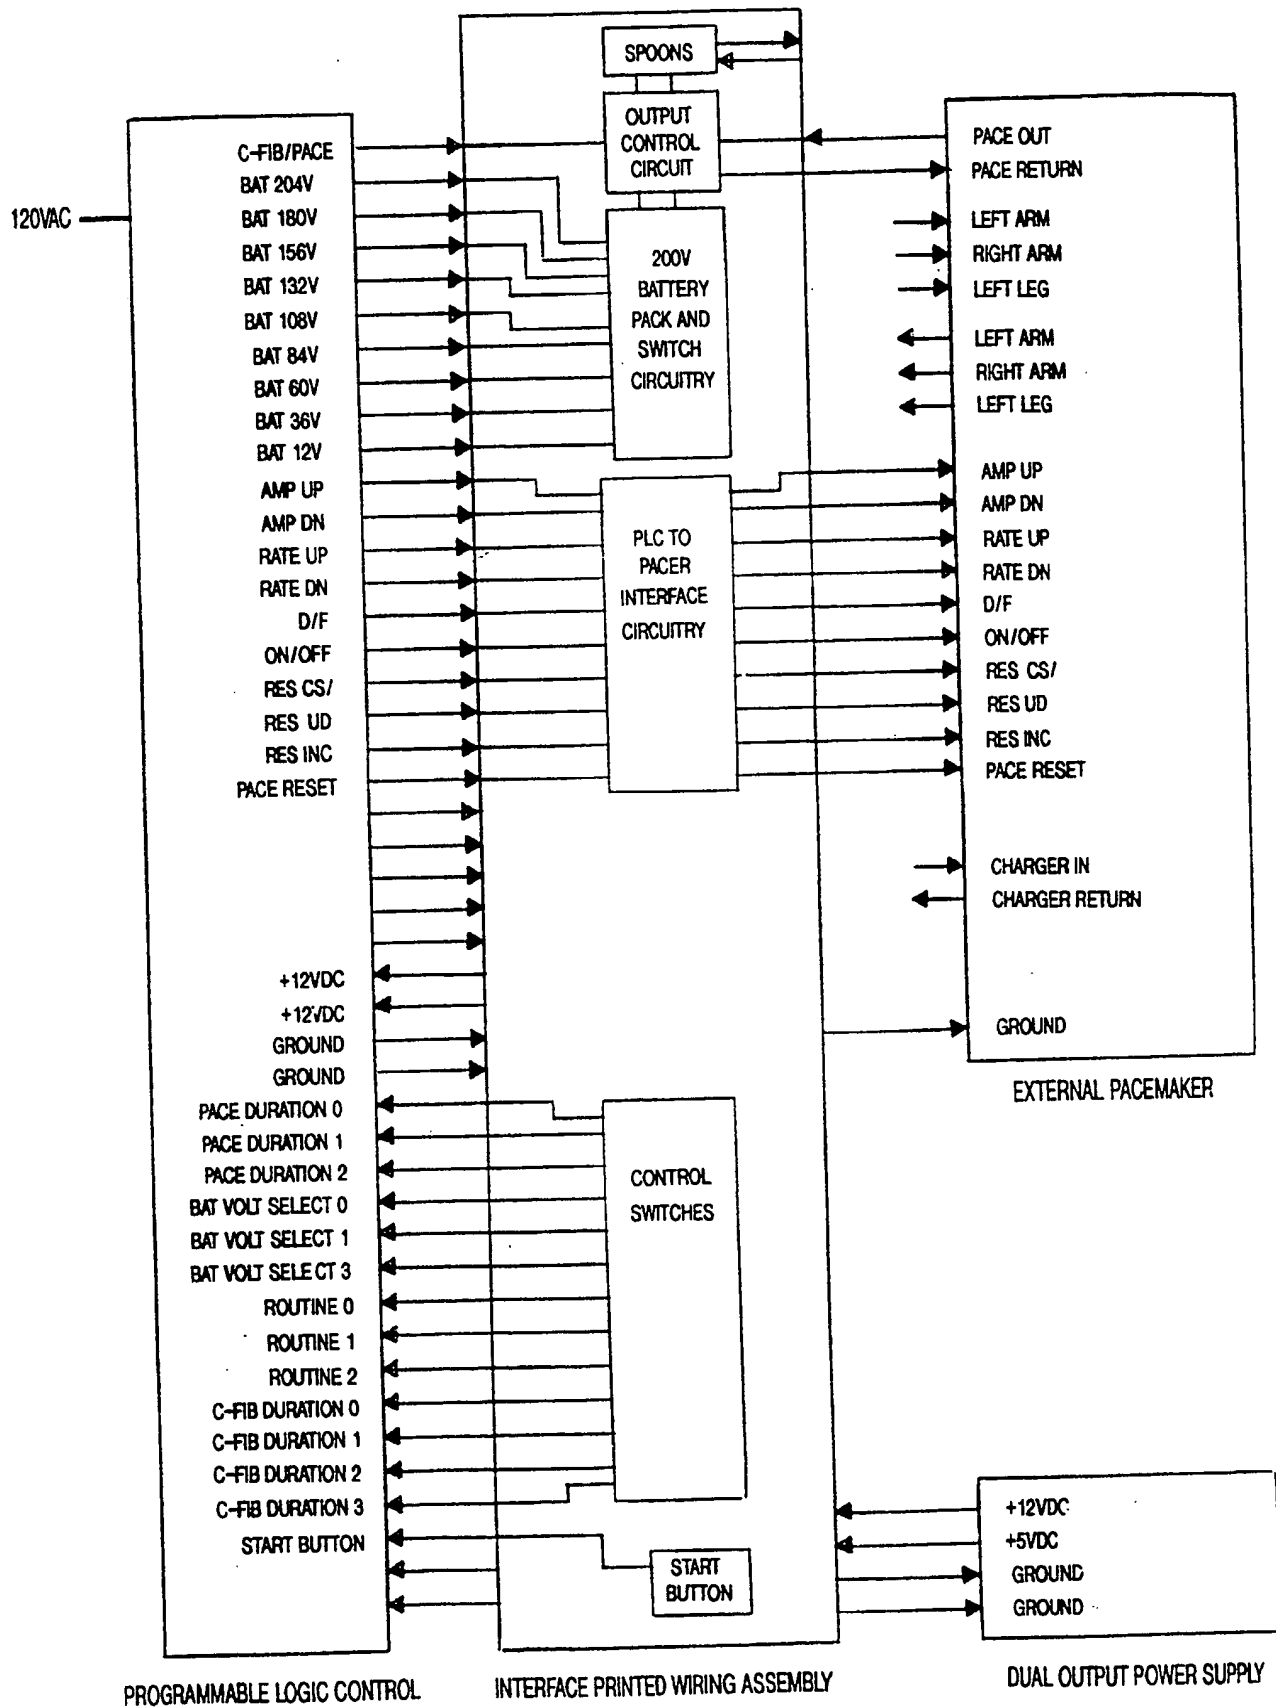 120VAC
C-FIB/PACE
BAT 204V
BAT 180V
BAT 156V
BAT 132V
BAT 108V
BAT 84V
BAT 60V
BAT 36V
BAT 12V
AMP UP
AMP DN
RATE UP
RATE DN
D/F
ON/OFF
RES CS/
RES UD
RES INC
PACE RESET
+12VDC
+12VDC
GROUND
GROUND
PACE DURATION 0
PACE DURATION 1
PACE DURATION 2
BAT VOLT SELECT 0
BAT VOLT SELECT 1
BAT VOLT SELECT 3
ROUTINE 0
ROUTINE 1
ROUTINE 2
C-FIB DURATION 0
C-FIB DURATION 1
C-FIB DURATION 2
C-FIB DURATION 3
START BUTTON
PROGRAMMABLE LOGIC CONTROL
SPOONS
OUTPUT
CONTROL
CIRCUIT
200V
BATTERY
PACK AND
SWITCH
CIRCUITRY
PLC TO
PACER
INTERFACE
CIRCUITRY
CONTROL
SWITCHES
START
BUTTON
INTERFACE PRINTED WIRING ASSEMBLY
PACE OUT
PACE RETURN
LEFT ARM
RIGHT ARM
LEFT LEG
LEFT ARM
RIGHT ARM
LEFT LEG
AMP UP
AMP DN
RATE UP
RATE DN
D/F
ON/OFF
RES CS/
RES UD
RES INC
PACE RESET
CHARGER IN
CHARGER RETURN
GROUND
EXTERNAL PACEMAKER
+12VDC
+5VDC
GROUND
GROUND
DUAL OUTPUT POWER SUPPLY